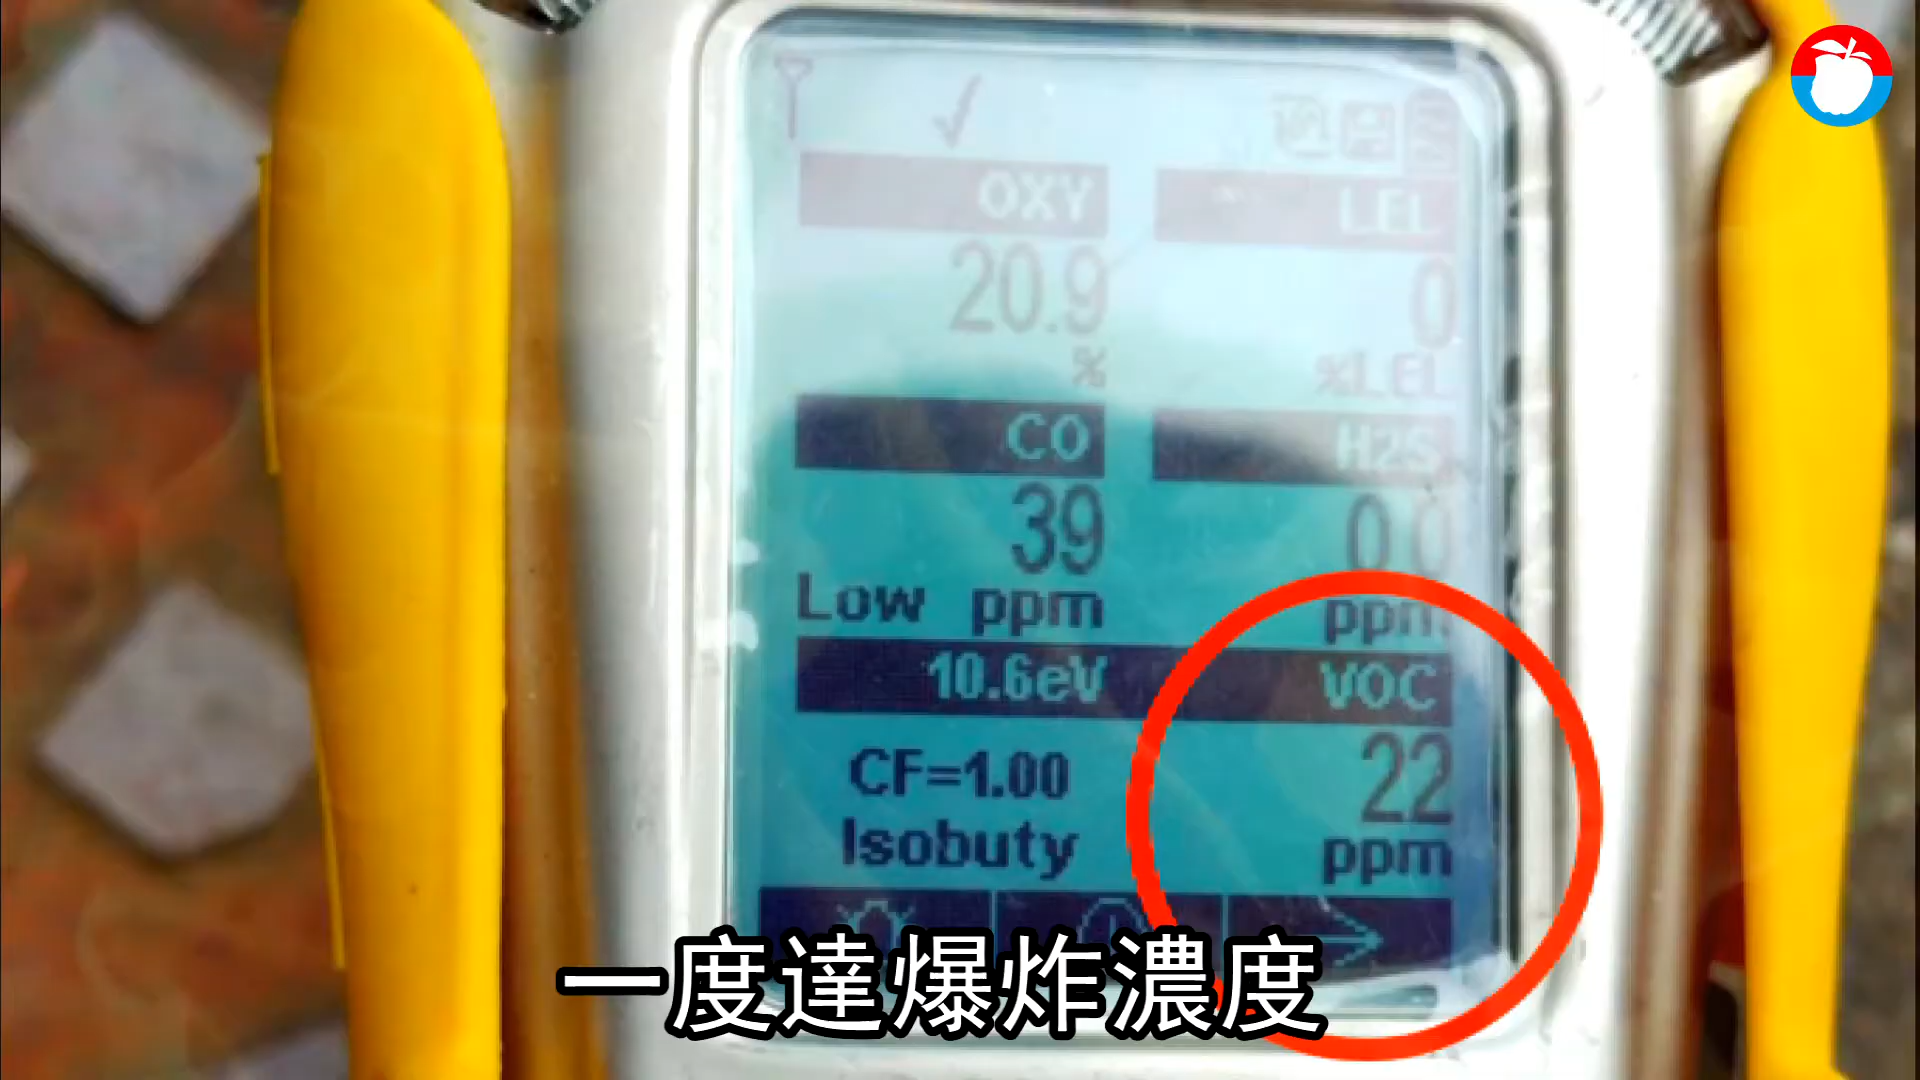 OXY LEL
20.9 0
% %LEL
CO H2S
39 0.0
Low ppm ppm
10.6eV VOC
CF=1.00 22
Isobuty ppm
一度達爆炸濃度